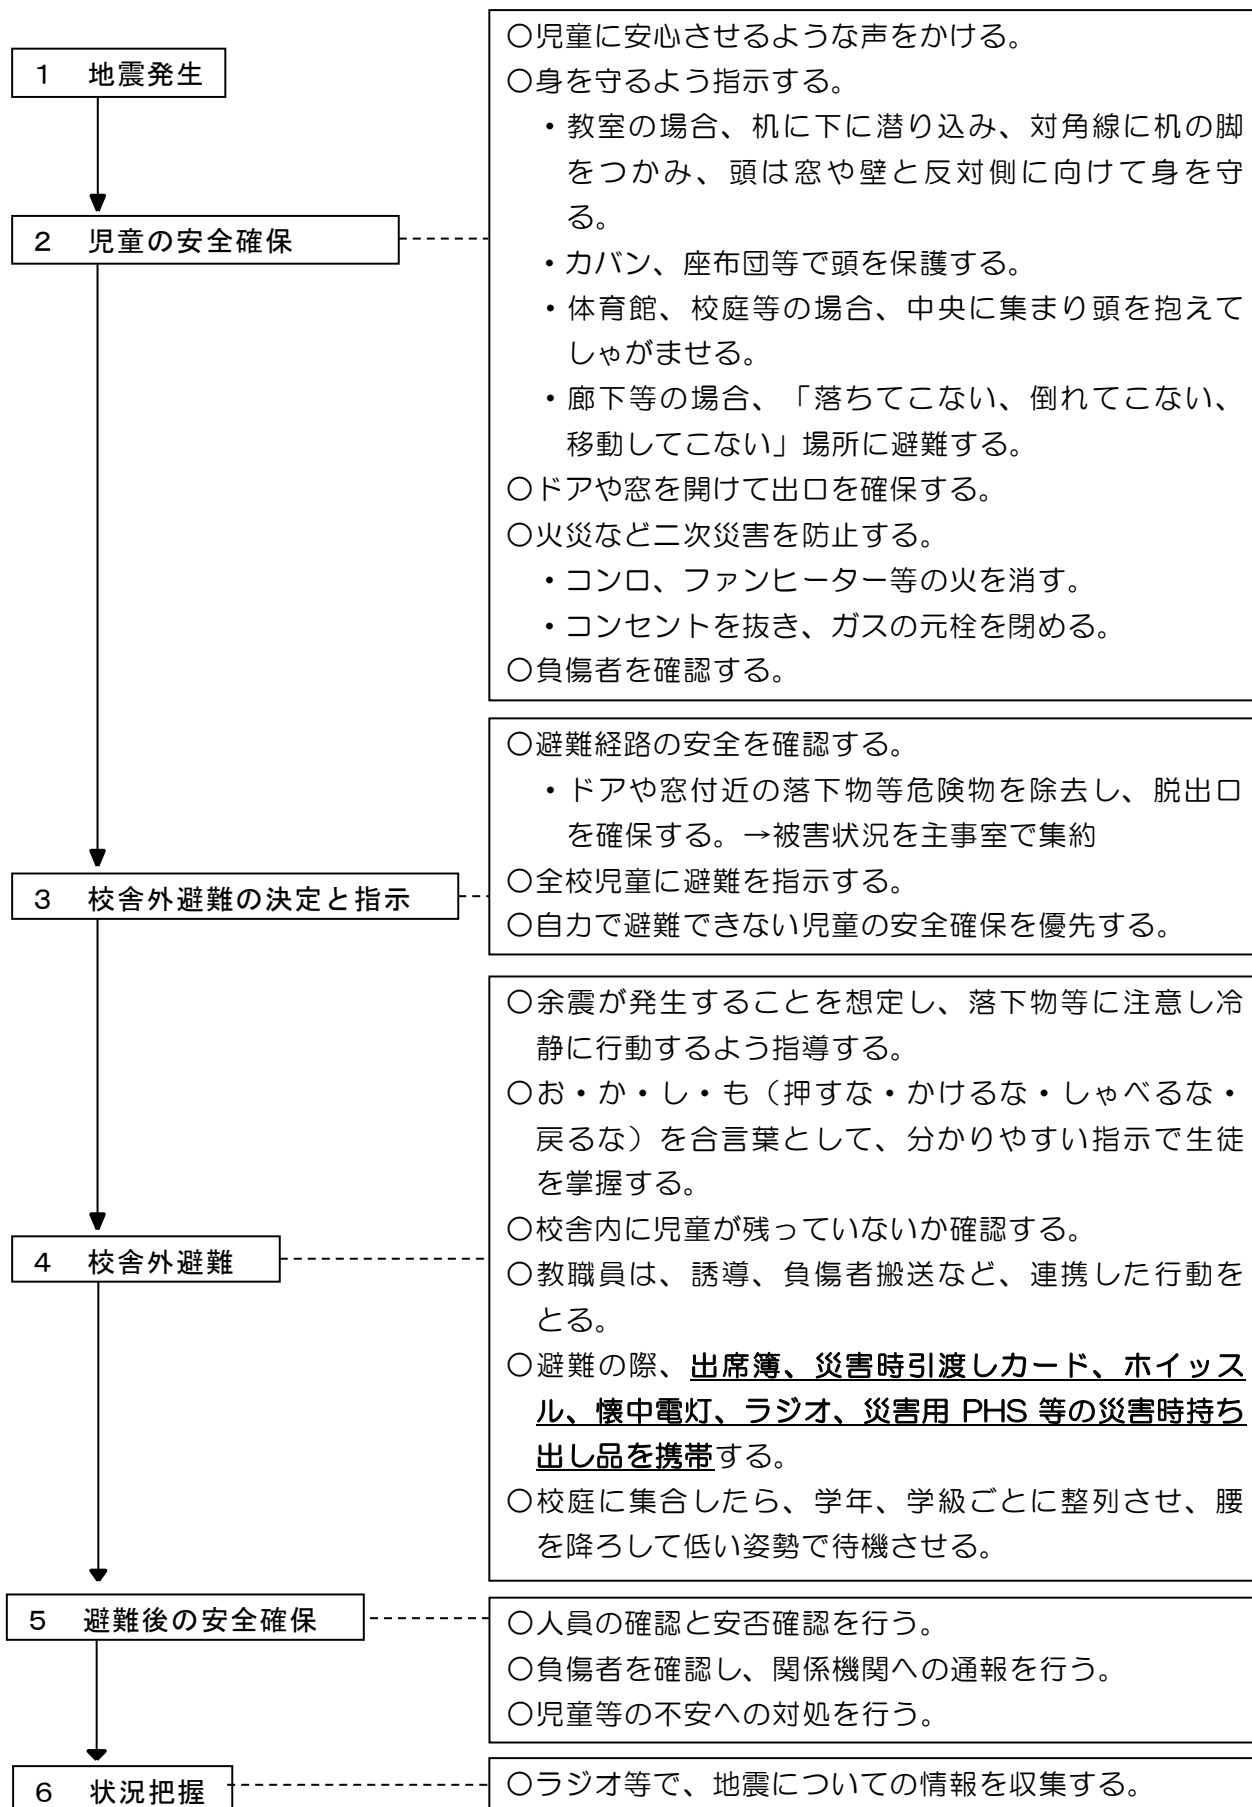 1 地震発生
2 児童の安全確保
○児童に安心させるような声をかける。
○身を守るよう指示する。
・教室の場合、机に下に潜り込み、対角線に机の脚
をつかみ、頭は窓や壁と反対側に向けて身を守
る。
・カバン、座布団等で頭を保護する。
・体育館、校庭等の場合、中央に集まり頭を抱えて
しゃがませる。
・廊下等の場合、「落ちてこない、倒れてこない、
移動してこない」場所に避難する。
○ドアや窓を開けて出口を確保する。
○火災など二次災害を防止する。
・コンロ、ファンヒーター等の火を消す。
・コンセントを抜き、ガスの元栓を閉める。
○負傷者を確認する。
3 校舎外避難の決定と指示
○避難経路の安全を確認する。
・ドアや窓付近の落下物等危険物を除去し、脱出口
を確保する。→被害状況を主事室で集約
○全校児童に避難を指示する。
○自力で避難できない児童の安全確保を優先する。
4 校舎外避難
○余震が発生することを想定し、落下物等に注意し冷
静に行動するよう指導する。
○お・か・し・も（押すな・かけるな・しゃべるな・
戻るな）を合言葉として、分かりやすい指示で生徒
を掌握する。
○校舎内に児童が残っていないか確認する。
○教職員は、誘導、負傷者搬送など、連携した行動を
とる。
○避難の際、出席簿、災害時引渡しカード、ホイッス
ル、懐中電灯、ラジオ、災害用 PHS 等の災害時持ち
出し品を携帯する。
○校庭に集合したら、学年、学級ごとに整列させ、腰
を降ろして低い姿勢で待機させる。
5 避難後の安全確保
○人員の確認と安否確認を行う。
○負傷者を確認し、関係機関への通報を行う。
○児童等の不安への対処を行う。
6 状況把握
○ラジオ等で、地震についての情報を収集する。